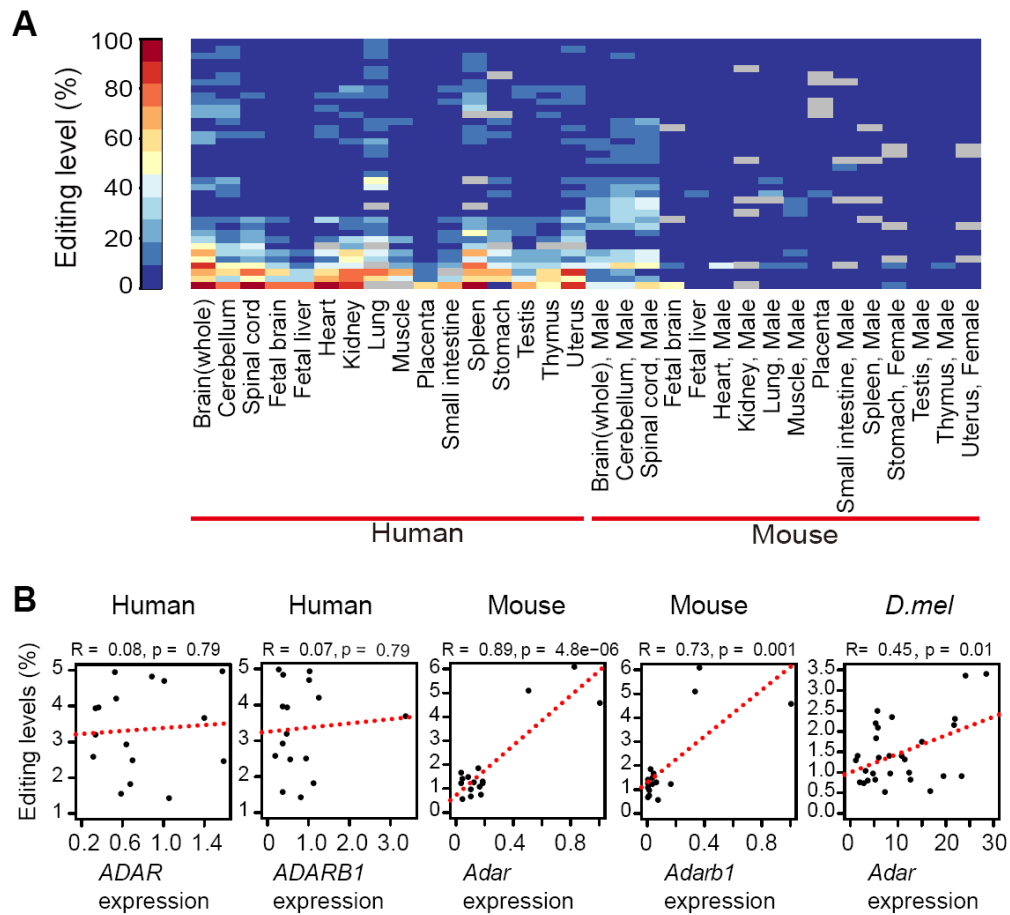 A
Editing level (%)
100
80
60
40
20
0
Brain(whole)
Cerebellum
Spinal cord
Fetal brain
Fetal liver
Heart
Kidney
Lung
Muscle
Placenta
Small intestine
Spleen
Stomach
Testis
Thymus
Uterus
Brain(whole), Male
Cerebellum, Male
Spinal cord, Male
Fetal brain
Fetal liver
Heart, Male
Kidney, Male
Lung, Male
Muscle, Male
Placenta
Small intestine, Male
Spleen, Male
Stomach, Female
Testis, Male
Thymus, Male
Uterus, Female
Human
Mouse
B
Human
R = 0.08, p = 0.79
Editing levels (%)
5
4
3
2
1
0.2 0.6 1.0 1.4
ADAR
expression
Human
R = 0.07, p = 0.79
5
4
3
2
1
0 1.0 2.0 3.0
ADARB1
expression
Mouse
R = 0.89, p = 4.8e-06
6
5
4
3
2
1
0
0 0.4 0.8
Adar
expression
Mouse
R = 0.73, p = 0.001
6
5
4
3
2
1
0
0 0.4 0.8
Adarb1
expression
D.mel
R= 0.45, p = 0.01
3.5
3.0
2.5
2.0
1.5
1.0
0.5
0
0 10 20 30
Adar
expression